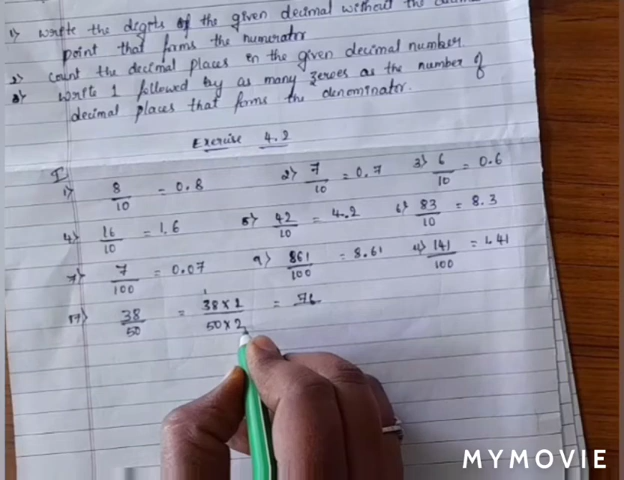 1) write the digits of the given decimal without the
point that forms the numerator
2) count the decimal places in the given decimal number.
3) write 1 followed by as many zeroes as the number of
decimal places that forms the denominator.
Exercise 4.2
I
1) 8/10 = 0.8 2) 7/10 = 0.7 3) 6/10 = 0.6
4) 16/10 = 1.6 5) 42/10 = 4.2 6) 83/10 = 8.3
7) 7/100 = 0.07 9) 861/100 = 8.61 141/100 = 1.41
17) 38/50 = 38 x 2/50 x 2 = 76
MYMOVIE